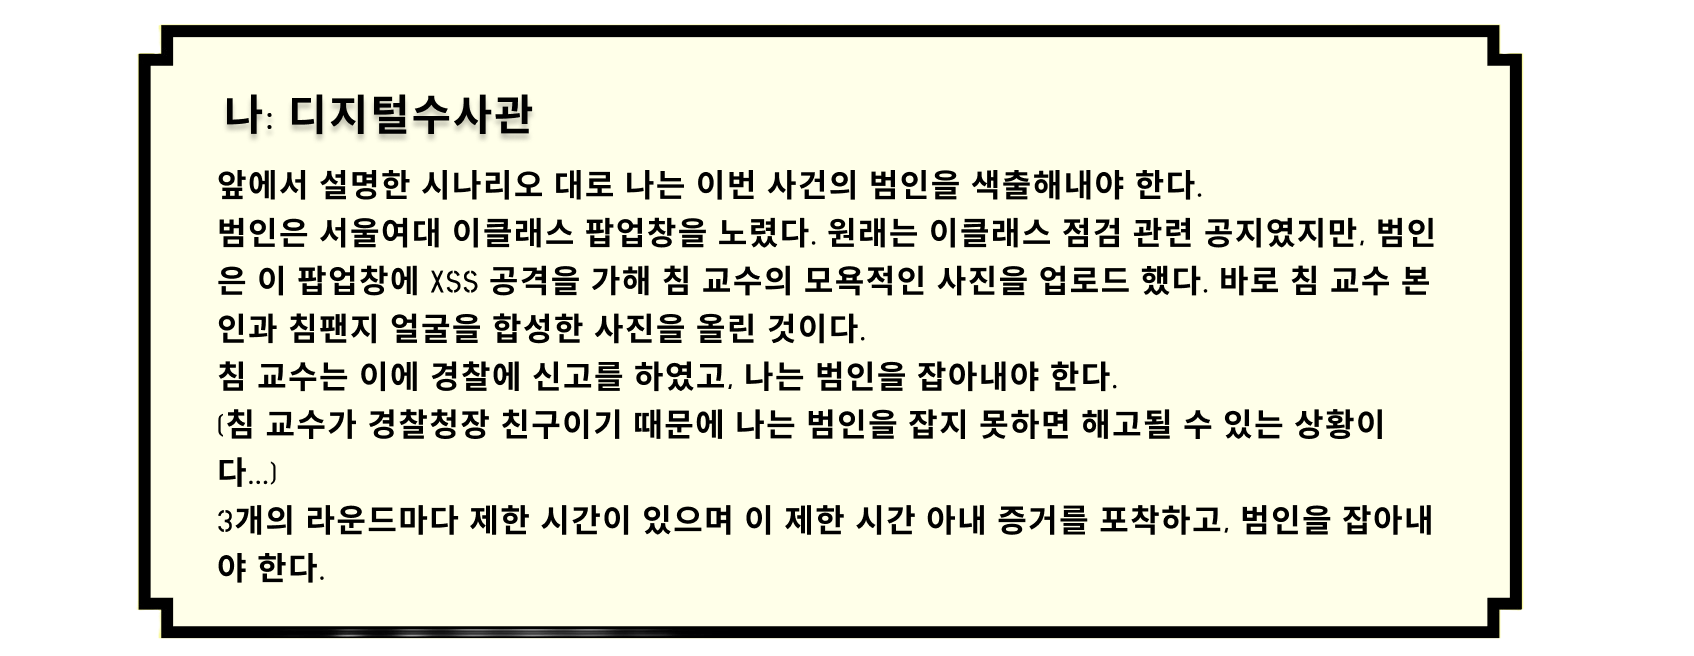 나: 디지털수사관
앞에서 설명한 시나리오 대로 나는 이번 사건의 범인을 색출해내야 한다.
범인은 서울여대 이클래스 팝업창을 노렸다. 원래는 이클래스 점검 관련 공지였지만, 범인
은 이 팝업창에 XSS 공격을 가해 침 교수의 모욕적인 사진을 업로드 했다. 바로 침 교수 본
인과 침팬지 얼굴을 합성한 사진을 올린 것이다.
침 교수는 이에 경찰에 신고를 하였고, 나는 범인을 잡아내야 한다.
(침 교수가 경찰청장 친구이기 때문에 나는 범인을 잡지 못하면 해고될 수 있는 상황이
다...)
3개의 라운드마다 제한 시간이 있으며 이 제한 시간 아내 증거를 포착하고, 범인을 잡아내
야 한다.